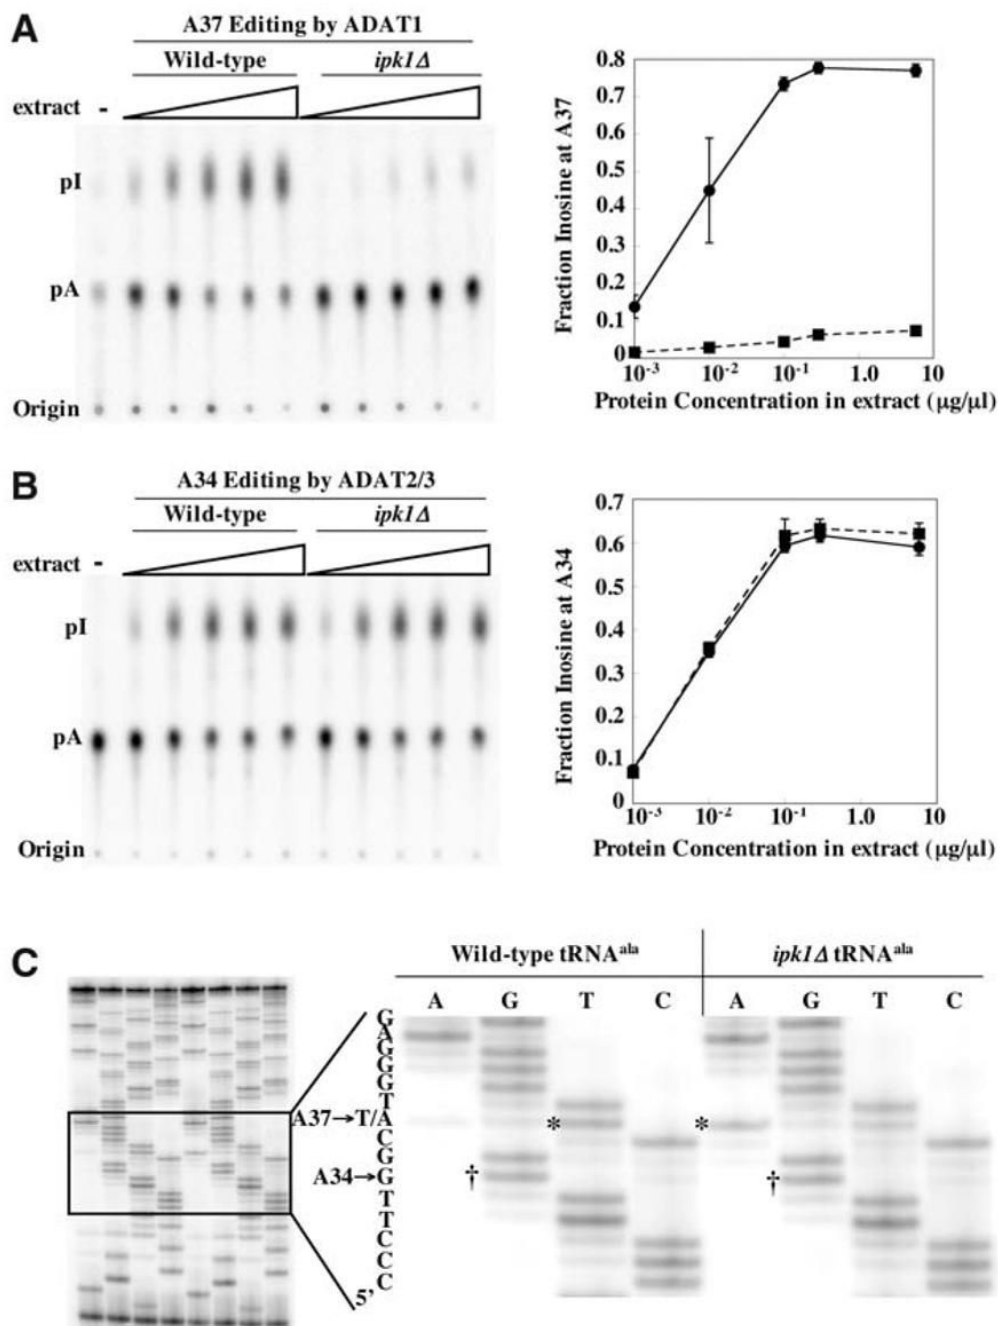 A
A37 Editing by ADAT1
Wild-type ipk1Δ
extract -
pI
pA
Origin
Fraction Inosine at A37
0.8
0.7
0.6
0.5
0.4
0.3
0.2
0.1
0
10-3 10-2 10-1 1.0 10
Protein Concentration in extract (μg/μl)
B
A34 Editing by ADAT2/3
Wild-type ipk1Δ
extract -
pI
pA
Origin
Fraction Inosine at A34
0.7
0.6
0.5
0.4
0.3
0.2
0.1
0
10-3 10-2 10-1 1.0 10
Protein Concentration in extract (μg/μl)
C
Wild-type tRNAala ipk1Δ tRNAala
A G T C A G T C
G
A
G
G
G
T
A37→T/A * *
C
G
A34→G † †
T
T
C
C
C
5'